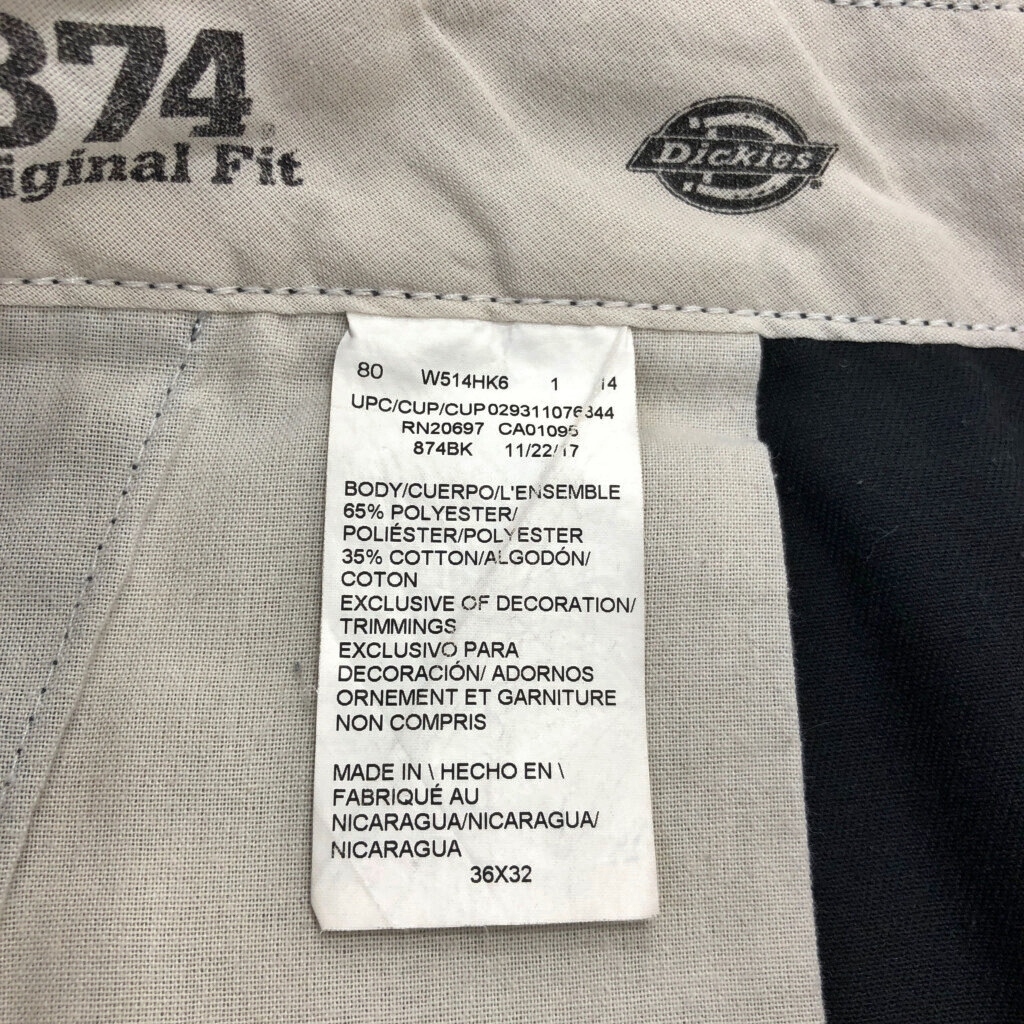 874
iginal Fit
Dickies
80 W514HK6 1 14
UPC/CUP/CUP 029311076344
RN20697 CA01095
874BK 11/22/17
BODY/CUERPO/L'ENSEMBLE
65% POLYESTER/
POLIÉSTER/POLYESTER
35% COTTON/ALGODÓN/
COTON
EXCLUSIVE OF DECORATION/
TRIMMINGS
EXCLUSIVO PARA
DECORACIÓN/ ADORNOS
ORNEMENT ET GARNITURE
NON COMPRIS
MADE IN \ HECHO EN \
FABRIQUÉ AU
NICARAGUA/NICARAGUA/
NICARAGUA
36X32